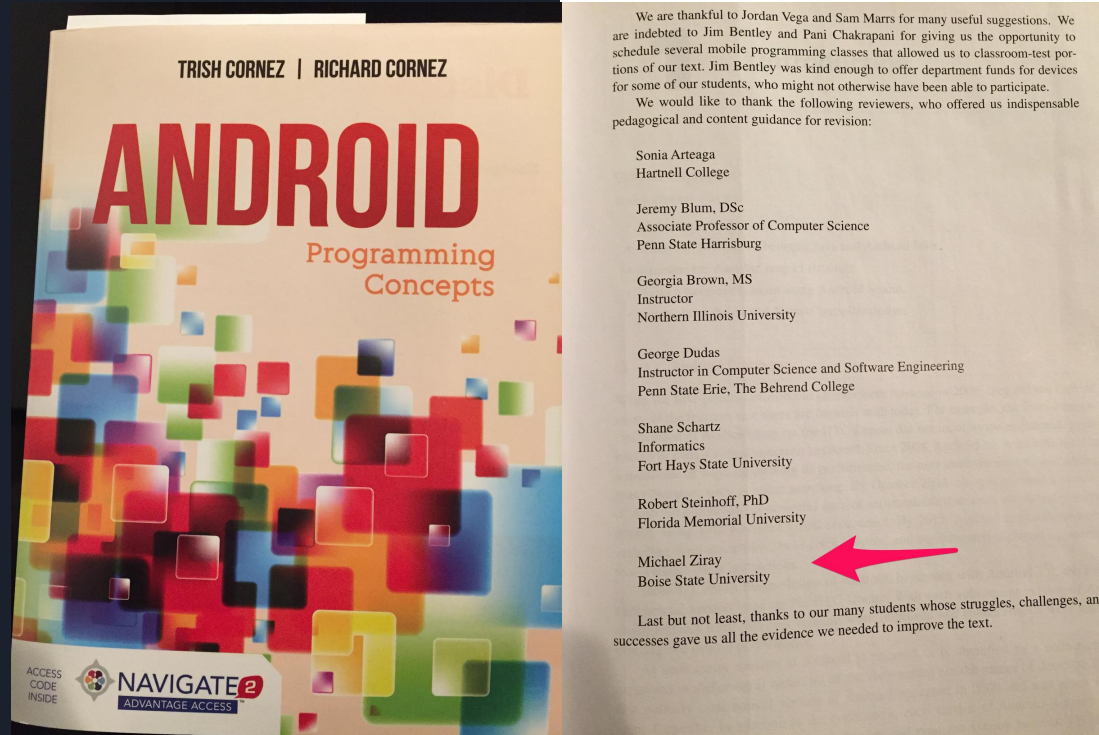 TRISH CORNEZ | RICHARD CORNEZ
ANDROID
Programming
Concepts
ACCESS
CODE
INSIDE
NAVIGATE 2
ADVANTAGE ACCESS™
We are thankful to Jordan Vega and Sam Marrs for many useful suggestions. We
are indebted to Jim Bentley and Pani Chakrapani for giving us the opportunity to
schedule several mobile programming classes that allowed us to classroom-test por-
tions of our text. Jim Bentley was kind enough to offer department funds for devices
for some of our students, who might not otherwise have been able to participate.
We would like to thank the following reviewers, who offered us indispensable
pedagogical and content guidance for revision:
Sonia Arteaga
Hartnell College
Jeremy Blum, DSc
Associate Professor of Computer Science
Penn State Harrisburg
Georgia Brown, MS
Instructor
Northern Illinois University
George Dudas
Instructor in Computer Science and Software Engineering
Penn State Erie, The Behrend College
Shane Schartz
Informatics
Fort Hays State University
Robert Steinhoff, PhD
Florida Memorial University
Michael Ziray
Boise State University
Last but not least, thanks to our many students whose struggles, challenges, an
successes gave us all the evidence we needed to improve the text.